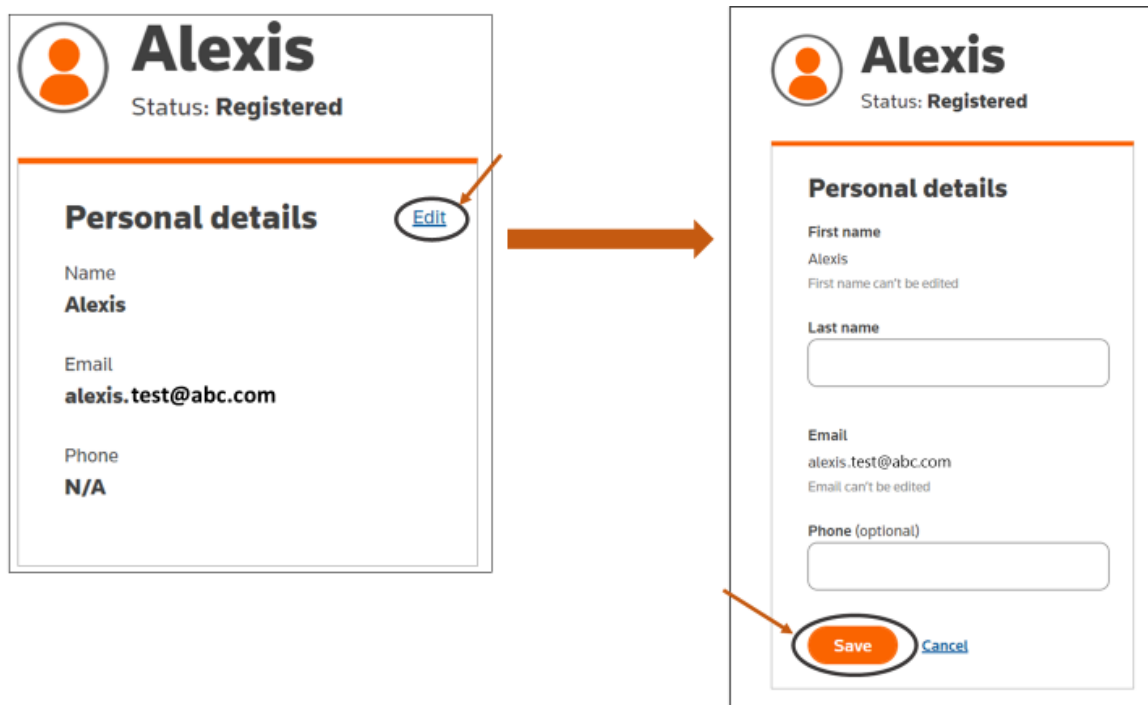 Alexis
Status: Registered
Personal details
Edit
Name
Alexis
Email
alexis.test@abc.com
Phone
N/A
Alexis
Status: Registered
Personal details
First name
Alexis
First name can't be edited
Last name
Email
alexis.test@abc.com
Email can't be edited
Phone (optional)
Save
Cancel